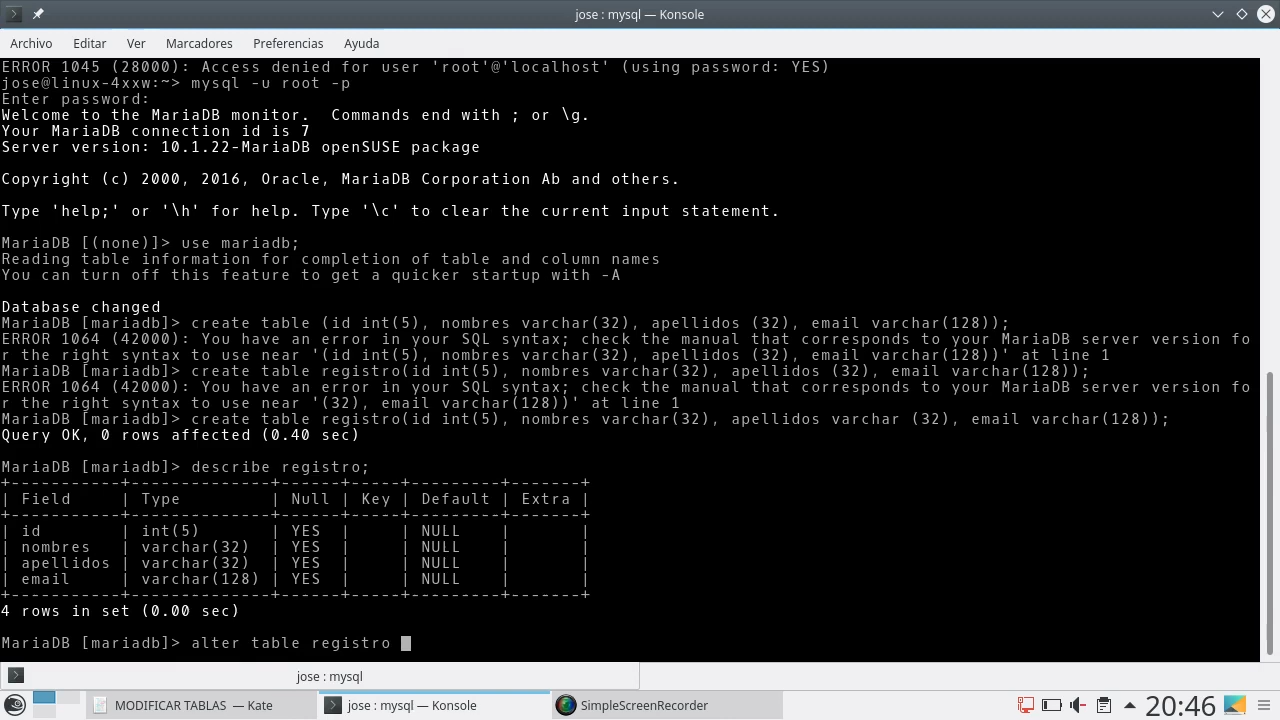 jose : mysql — Konsole
Archivo Editar Ver Marcadores Preferencias Ayuda
ERROR 1045 (28000): Access denied for user 'root'@'localhost' (using password: YES)
jose@linux-4xxw:~> mysql -u root -p
Enter password:
Welcome to the MariaDB monitor.  Commands end with ; or \g.
Your MariaDB connection id is 7
Server version: 10.1.22-MariaDB openSUSE package
Copyright (c) 2000, 2016, Oracle, MariaDB Corporation Ab and others.
Type 'help;' or '\h' for help. Type '\c' to clear the current input statement.
MariaDB [(none)]> use mariadb;
Reading table information for completion of table and column names
You can turn off this feature to get a quicker startup with -A
Database changed
MariaDB [mariadb]> create table (id int(5), nombres varchar(32), apellidos (32), email varchar(128));
ERROR 1064 (42000): You have an error in your SQL syntax; check the manual that corresponds to your MariaDB server version fo
r the right syntax to use near '(id int(5), nombres varchar(32), apellidos (32), email varchar(128))' at line 1
MariaDB [mariadb]> create table registro(id int(5), nombres varchar(32), apellidos (32), email varchar(128));
ERROR 1064 (42000): You have an error in your SQL syntax; check the manual that corresponds to your MariaDB server version fo
r the right syntax to use near '(32), email varchar(128))' at line 1
MariaDB [mariadb]> create table registro(id int(5), nombres varchar(32), apellidos varchar (32), email varchar(128));
Query OK, 0 rows affected (0.40 sec)
MariaDB [mariadb]> describe registro;
+-----------+--------------+------+-----+---------+-------+
| Field     | Type         | Null | Key | Default | Extra |
+-----------+--------------+------+-----+---------+-------+
| id        | int(5)       | YES  |     | NULL    |       |
| nombres   | varchar(32)  | YES  |     | NULL    |       |
| apellidos | varchar(32)  | YES  |     | NULL    |       |
| email     | varchar(128) | YES  |     | NULL    |       |
+-----------+--------------+------+-----+---------+-------+
4 rows in set (0.00 sec)
MariaDB [mariadb]> alter table registro
jose : mysql
MODIFICAR TABLAS — Kate jose : mysql — Konsole SimpleScreenRecorder 20:46